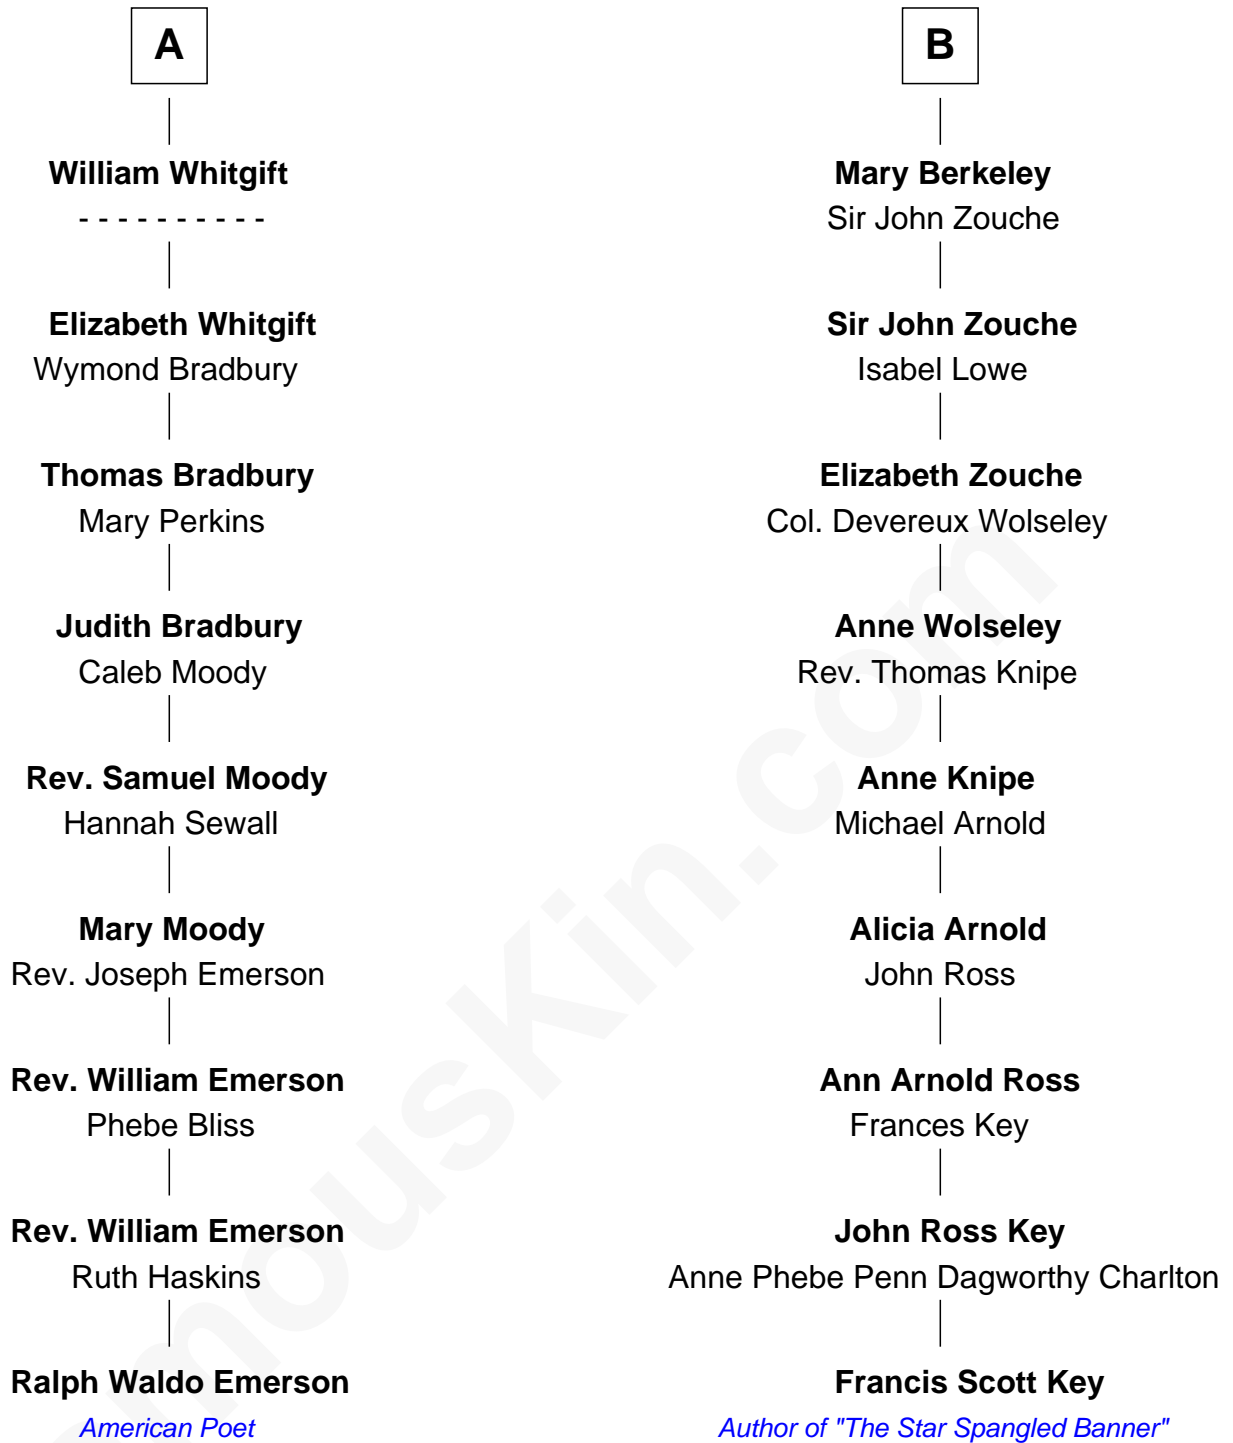 A
William Whitgift
- - - - - - - - - -
Elizabeth Whitgift
Wymond Bradbury
Thomas Bradbury
Mary Perkins
Judith Bradbury
Caleb Moody
Rev. Samuel Moody
Hannah Sewall
Mary Moody
Rev. Joseph Emerson
Rev. William Emerson
Phebe Bliss
Rev. William Emerson
Ruth Haskins
Ralph Waldo Emerson
American Poet
B
Mary Berkeley
Sir John Zouche
Sir John Zouche
Isabel Lowe
Elizabeth Zouche
Col. Devereux Wolseley
Anne Wolseley
Rev. Thomas Knipe
Anne Knipe
Michael Arnold
Alicia Arnold
John Ross
Ann Arnold Ross
Frances Key
John Ross Key
Anne Phebe Penn Dagworthy Charlton
Francis Scott Key
Author of "The Star Spangled Banner"
mousKin.com